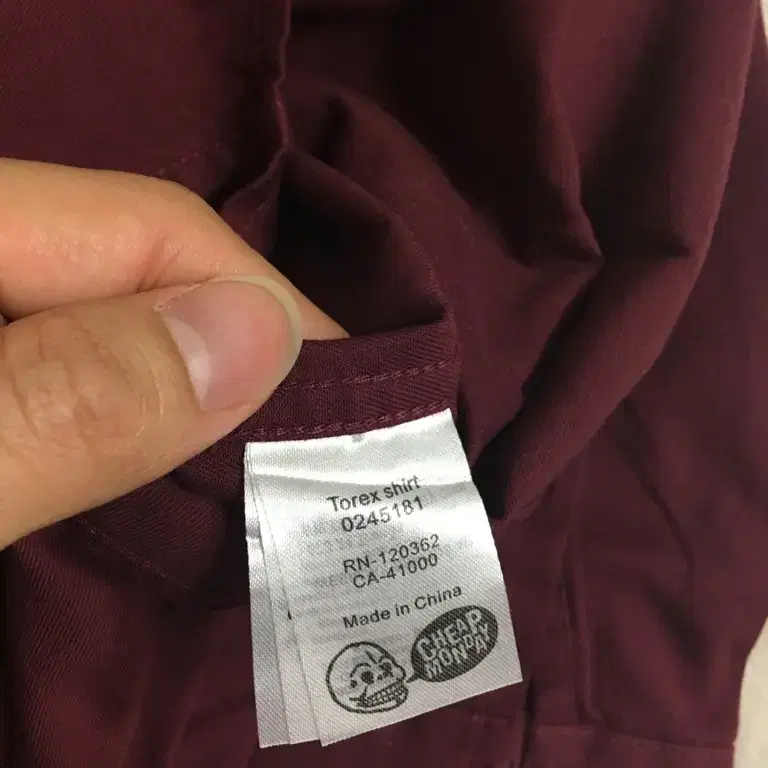 Torex shirt
0245181
RN-120362
CA-41000
Made in China
CHEAP
MONDAY